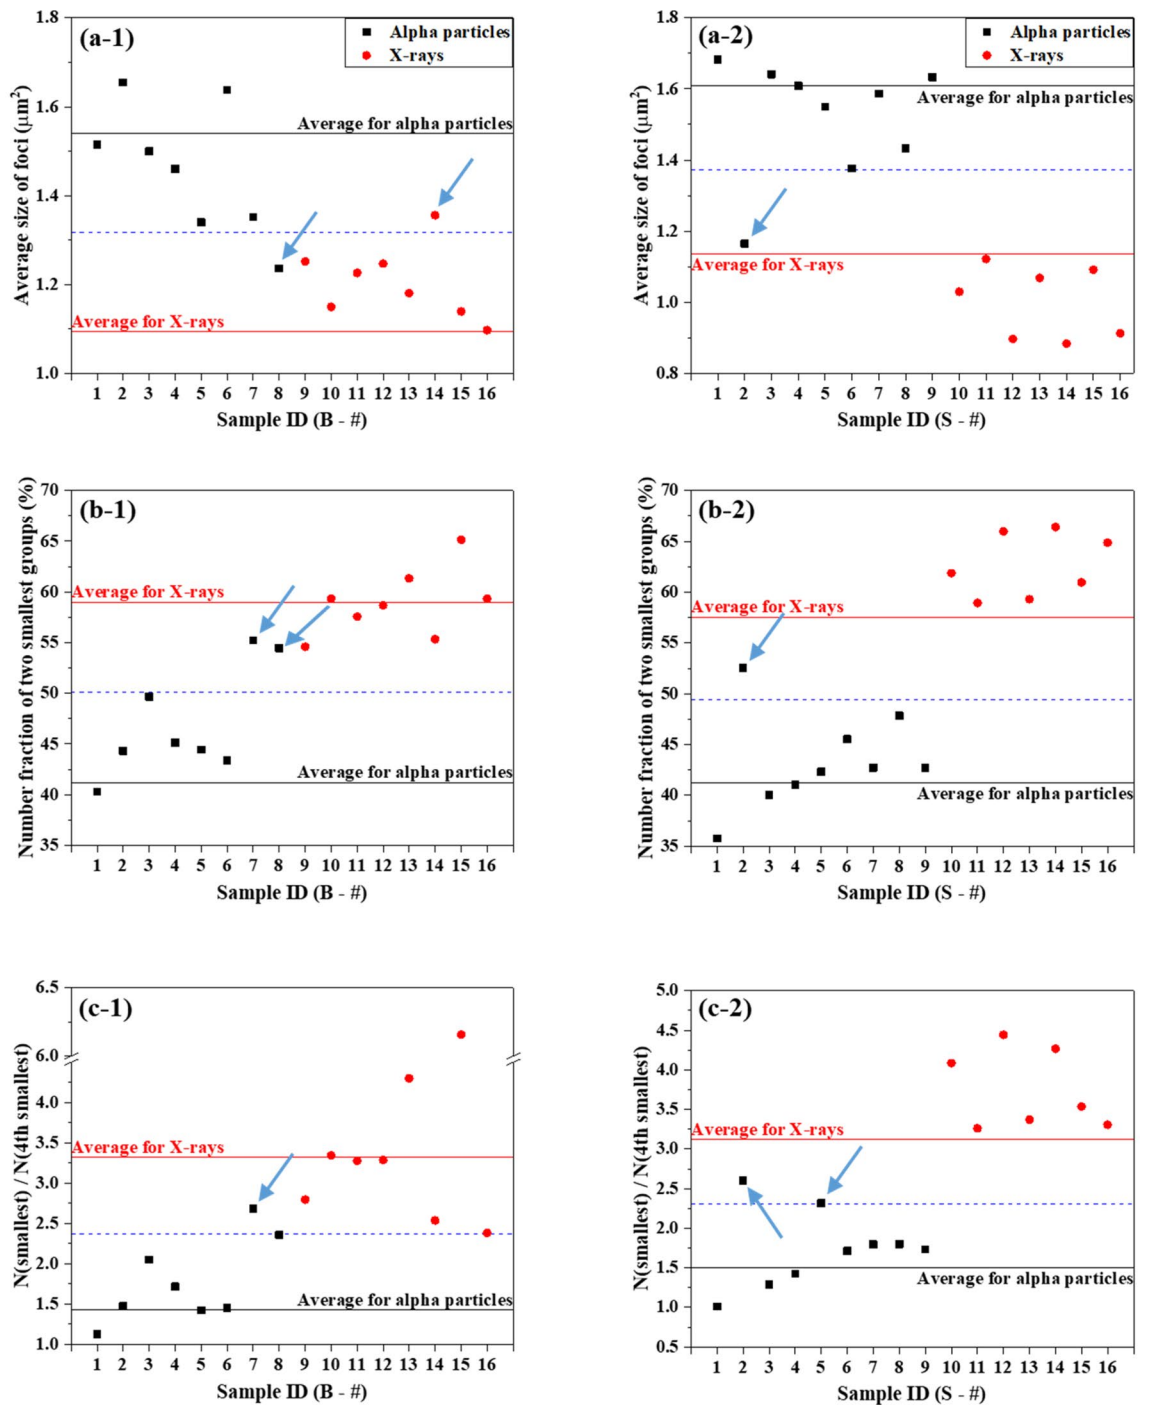 (a-1)
Alpha particles
X-rays
Average size of foci (μm²)
1.8
1.6
1.4
1.2
1.0
Average for alpha particles
Average for X-rays
1 2 3 4 5 6 7 8 9 10 11 12 13 14 15 16
Sample ID (B - #)
(a-2)
Alpha particles
X-rays
Average size of foci (μm²)
1.8
1.6
1.4
1.2
1.0
0.8
Average for alpha particles
Average for X-rays
1 2 3 4 5 6 7 8 9 10 11 12 13 14 15 16
Sample ID (S - #)
(b-1)
Number fraction of two smallest groups (%)
70
65
60
55
50
45
40
35
Average for X-rays
Average for alpha particles
1 2 3 4 5 6 7 8 9 10 11 12 13 14 15 16
Sample ID (B - #)
(b-2)
Number fraction of two smallest groups (%)
70
65
60
55
50
45
40
35
Average for X-rays
Average for alpha particles
1 2 3 4 5 6 7 8 9 10 11 12 13 14 15 16
Sample ID (S - #)
(c-1)
N(smallest) / N(4th smallest)
6.5
6.0
4.0
3.5
3.0
2.5
2.0
1.5
1.0
Average for X-rays
Average for alpha particles
1 2 3 4 5 6 7 8 9 10 11 12 13 14 15 16
Sample ID (B - #)
(c-2)
N(smallest) / N(4th smallest)
5.0
4.5
4.0
3.5
3.0
2.5
2.0
1.5
1.0
0.5
Average for X-rays
Average for alpha particles
1 2 3 4 5 6 7 8 9 10 11 12 13 14 15 16
Sample ID (S - #)